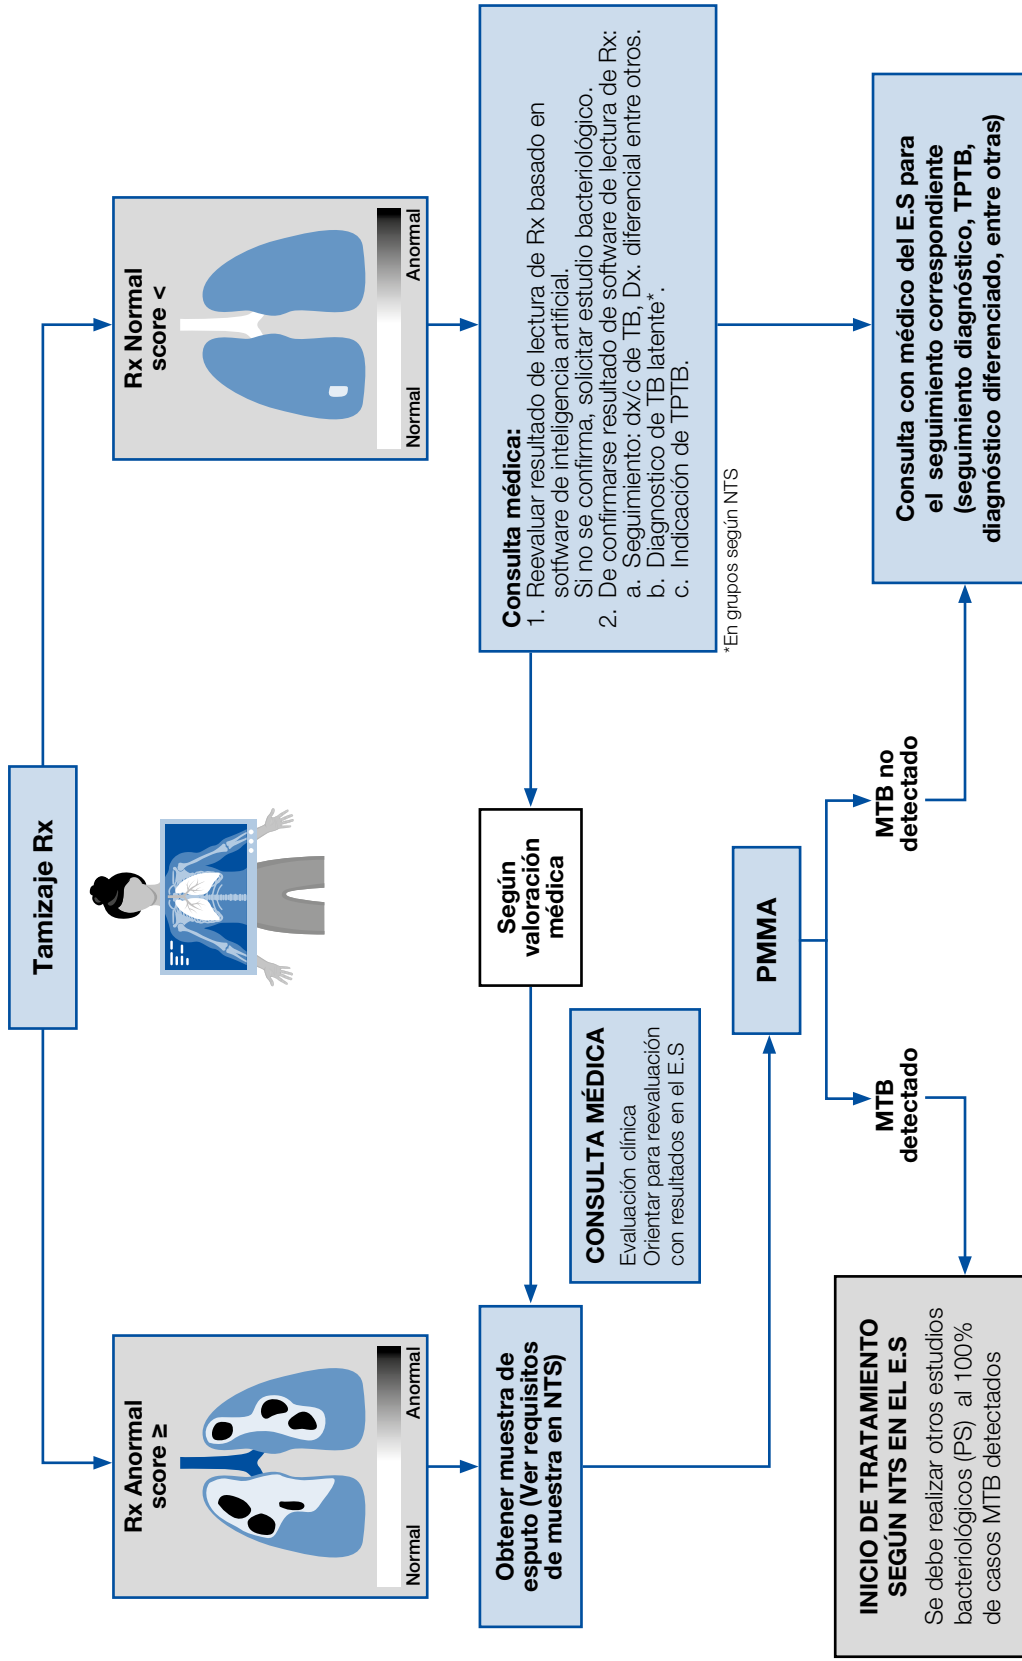 Tamizaje Rx
Rx Anormal
score ≥
Normal
Anormal
Rx Normal
score <
Normal
Anormal
Obtener muestra de
esputo (Ver requisitos
de muestra en NTS)
Según
valoración
médica
Consulta médica:
1. Reevaluar resultado de lectura de Rx basado en
sotfware de inteligencia artificial.
Si no se confirma, solicitar estudio bacteriológico.
2. De confirmarse resultado de software de lectura de Rx:
a. Seguimiento: dx/c de TB, Dx. diferencial entre otros.
b. Diagnostico de TB latente*.
c. Indicación de TPTB.
*En grupos según NTS
CONSULTA MÉDICA
Evaluación clínica
Orientar para reevaluación
con resultados en el E.S
PMMA
MTB
detectado
MTB no
detectado
INICIO DE TRATAMIENTO
SEGÚN NTS EN EL E.S
Se debe realizar otros estudios
bacteriológicos (PS) al 100%
de casos MTB detectados
Consulta con médico del E.S para
el seguimiento correspondiente
(seguimiento diagnóstico, TPTB,
diagnóstico diferenciado, entre otras)